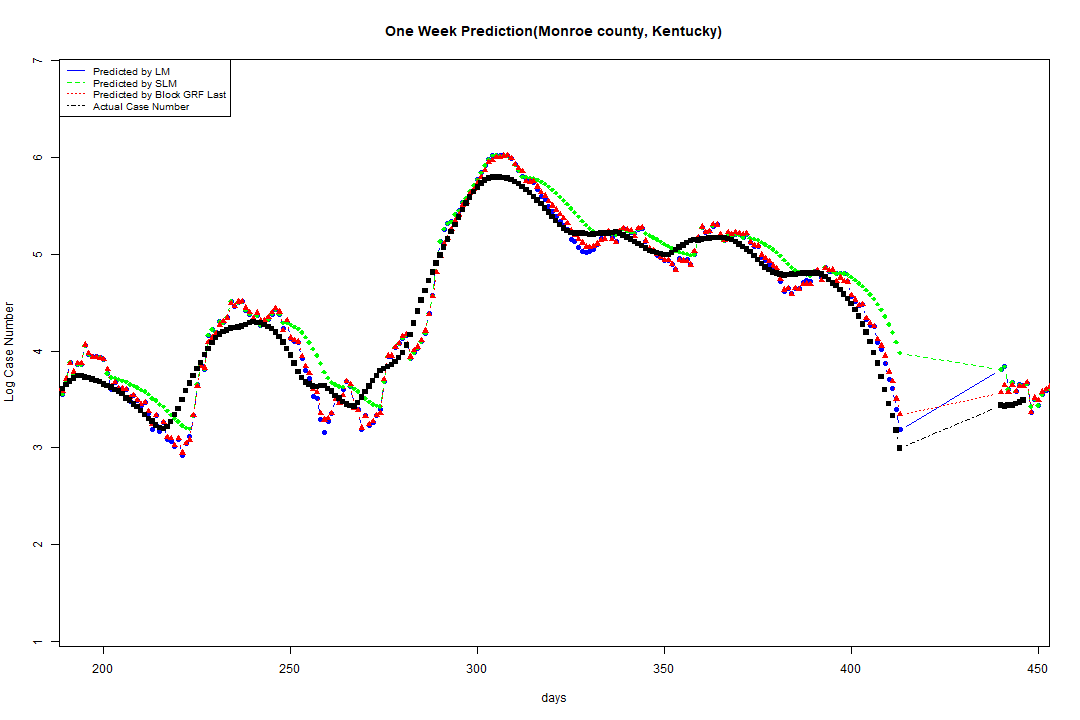 One Week Prediction(Monroe county, Kentucky)
Predicted by LM
Predicted by SLM
Predicted by Block GRF Last
Actual Case Number
7
6
5
4
3
2
1
Log Case Number
200 250 300 350 400 450
days